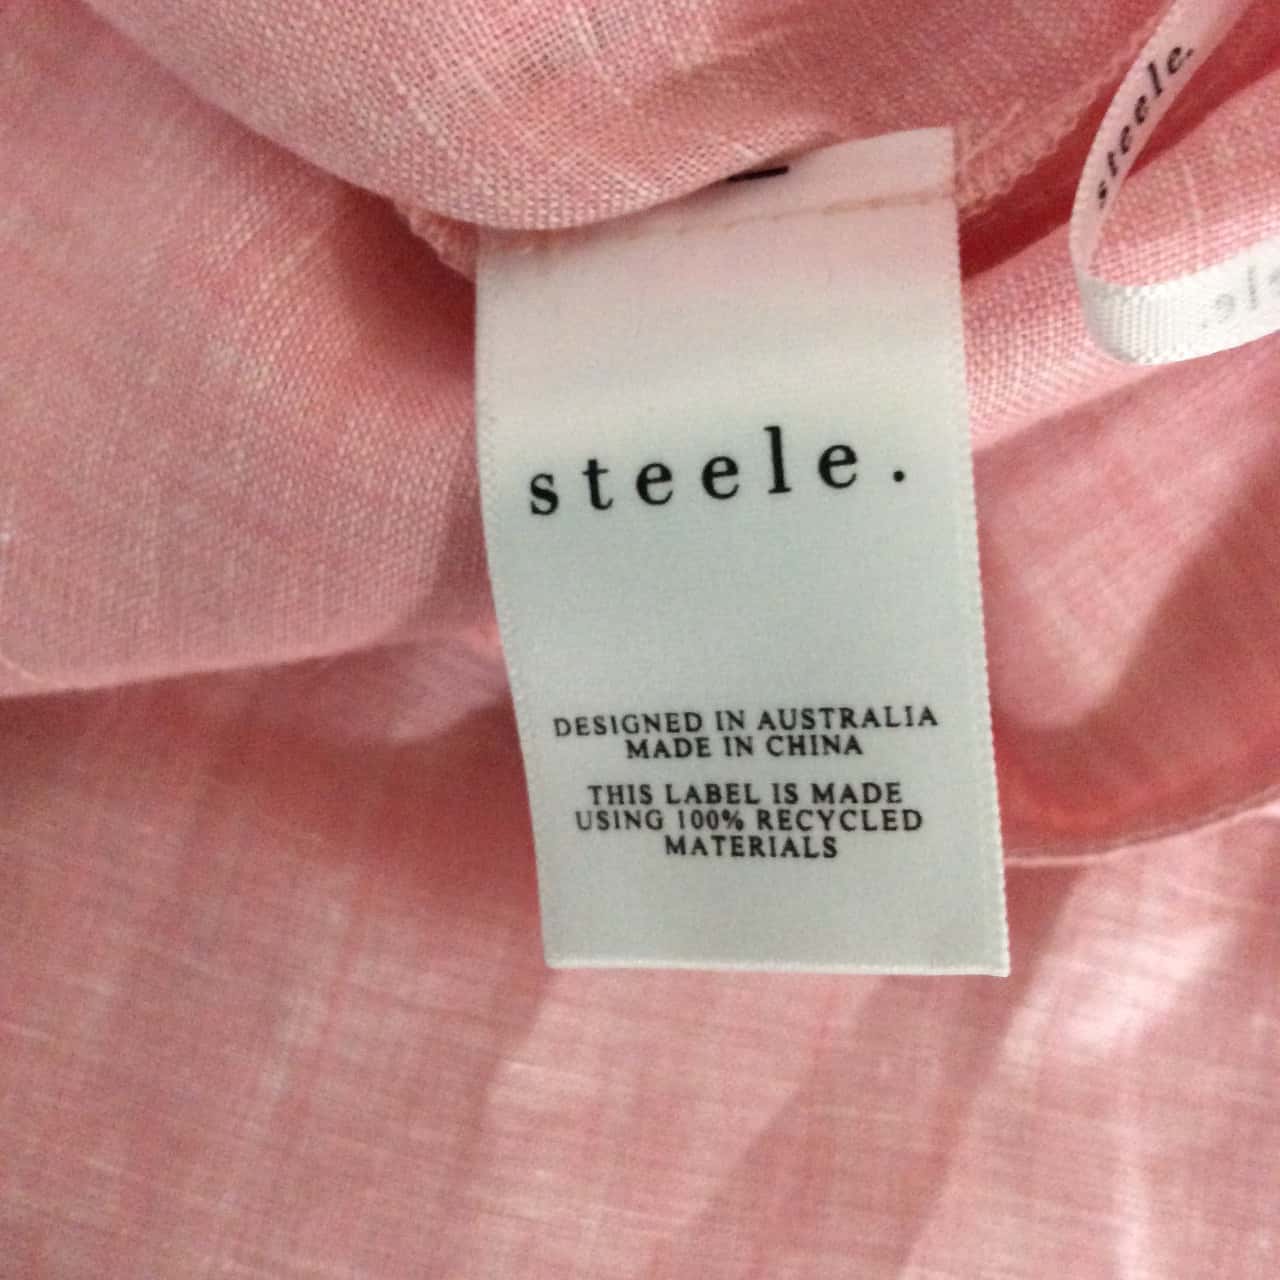 steele.
steele.
DESIGNED IN AUSTRALIA
MADE IN CHINA
THIS LABEL IS MADE
USING 100% RECYCLED
MATERIALS